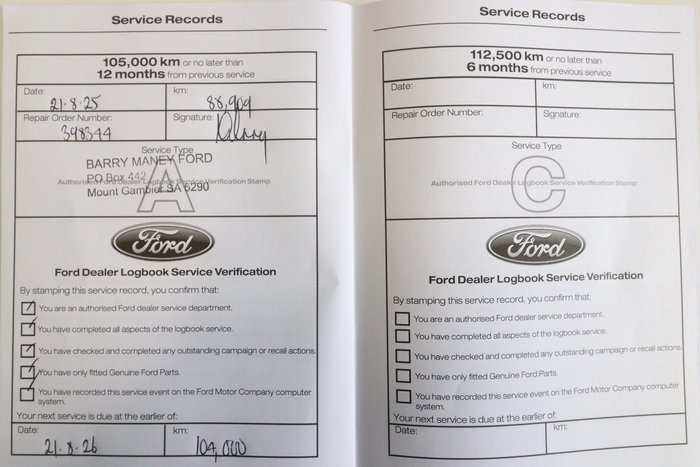 Service Records
105,000 km or no later than
12 months from previous service
Date:
21·8·25
km:
88,909
Repair Order Number:
398344
Signature:
Service Type
A
BARRY MANEY FORD
PO Box 442
Authorised Ford Dealer Logbook Service Verification Stamp
Mount Gambier SA 5290
Ford
Ford Dealer Logbook Service Verification
By stamping this service record, you confirm that:
You are an authorised Ford dealer service department.
You have completed all aspects of the logbook service.
You have checked and completed any outstanding campaign or recall actions.
You have only fitted Genuine Ford Parts.
You have recorded this service event on the Ford Motor Company computer
system.
Your next service is due at the earlier of:
Date:
21·8·26
km:
104,000
Service Records
112,500 km or no later than
6 months from previous service
Date:
km:
Repair Order Number:
Signature:
Service Type
C
Authorised Ford Dealer Logbook Service Verification Stamp
Ford
Ford Dealer Logbook Service Verification
By stamping this service record, you confirm that:
You are an authorised Ford dealer service department.
You have completed all aspects of the logbook service.
You have checked and completed any outstanding campaign or recall actions.
You have only fitted Genuine Ford Parts.
You have recorded this service event on the Ford Motor Company computer
system.
Your next service is due at the earlier of:
Date:
km: